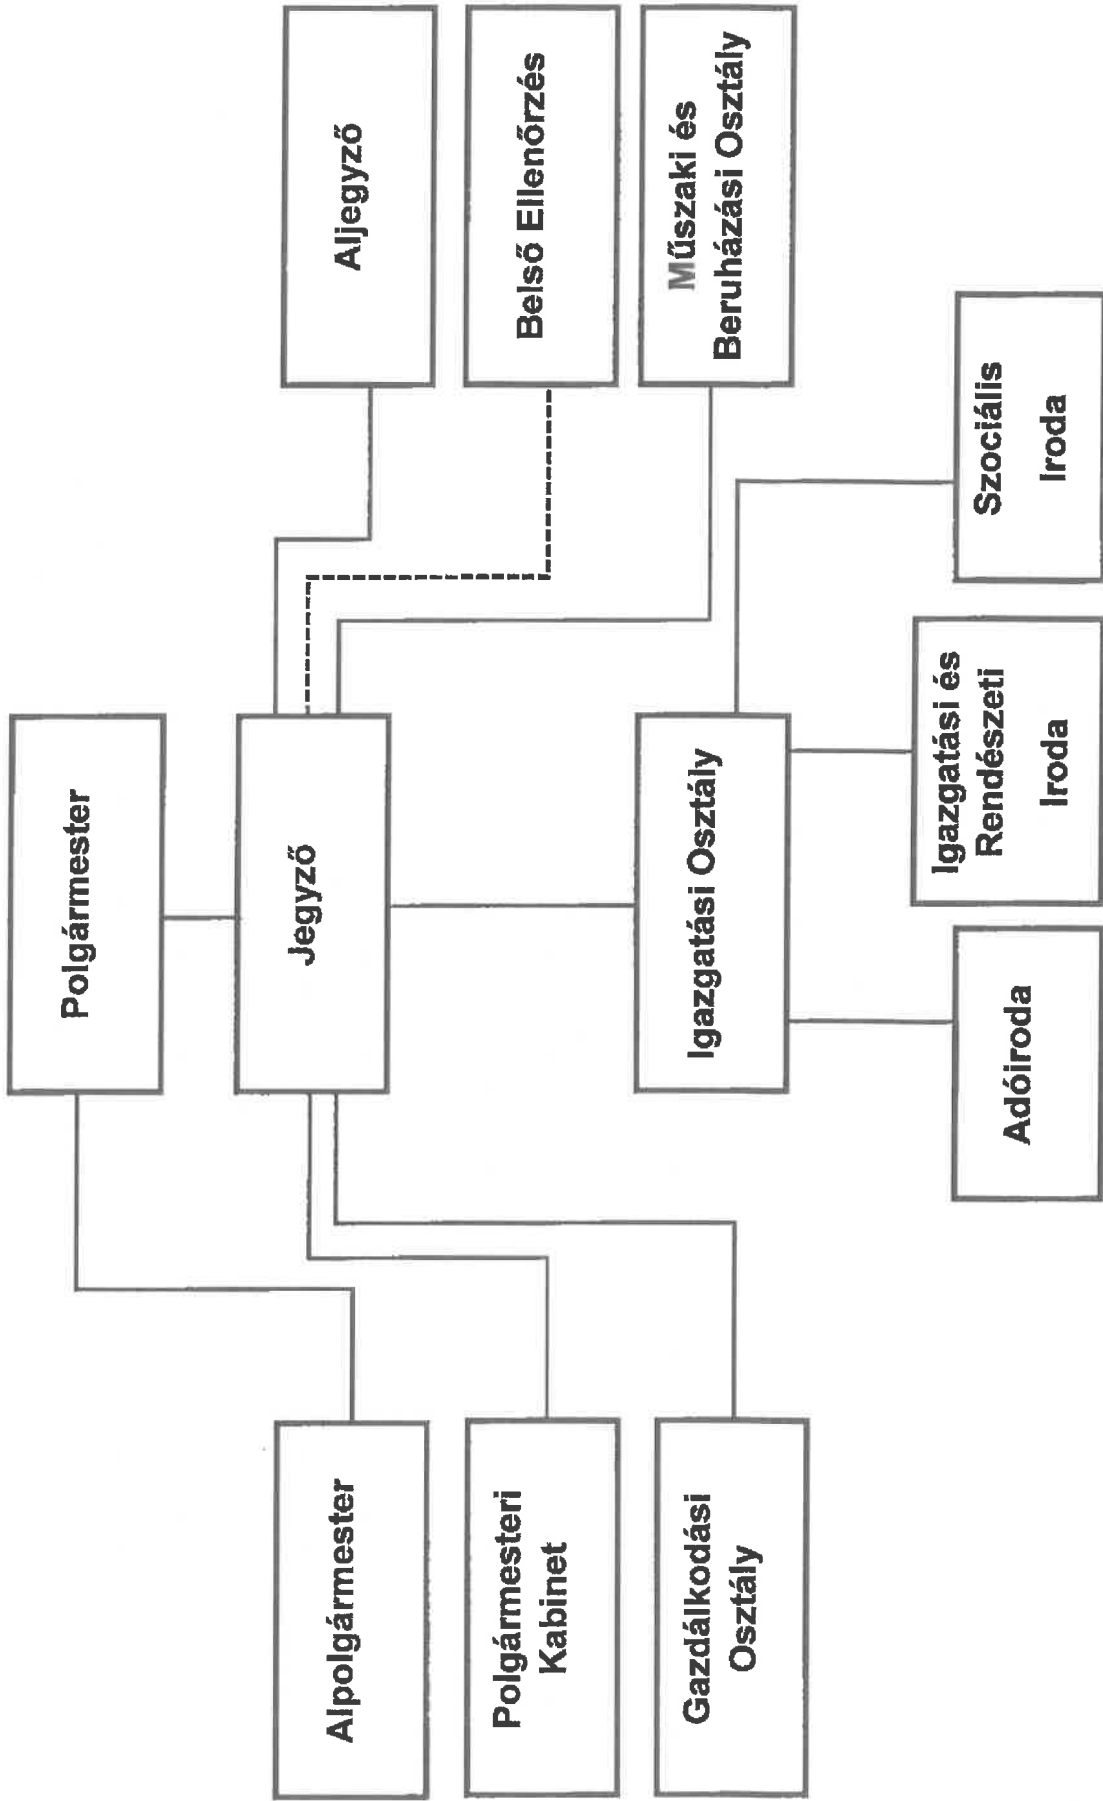 Polgármester
Alpolgármester
Jegyző
Aljegyző
Polgármesteri
Kabinet
Belső Ellenőrzés
Gazdálkodási
Osztály
Igazgatási Osztály
Műszaki és
Beruházási Osztály
Adóiroda
Igazgatási és
Rendészeti
Iroda
Szociális
Iroda